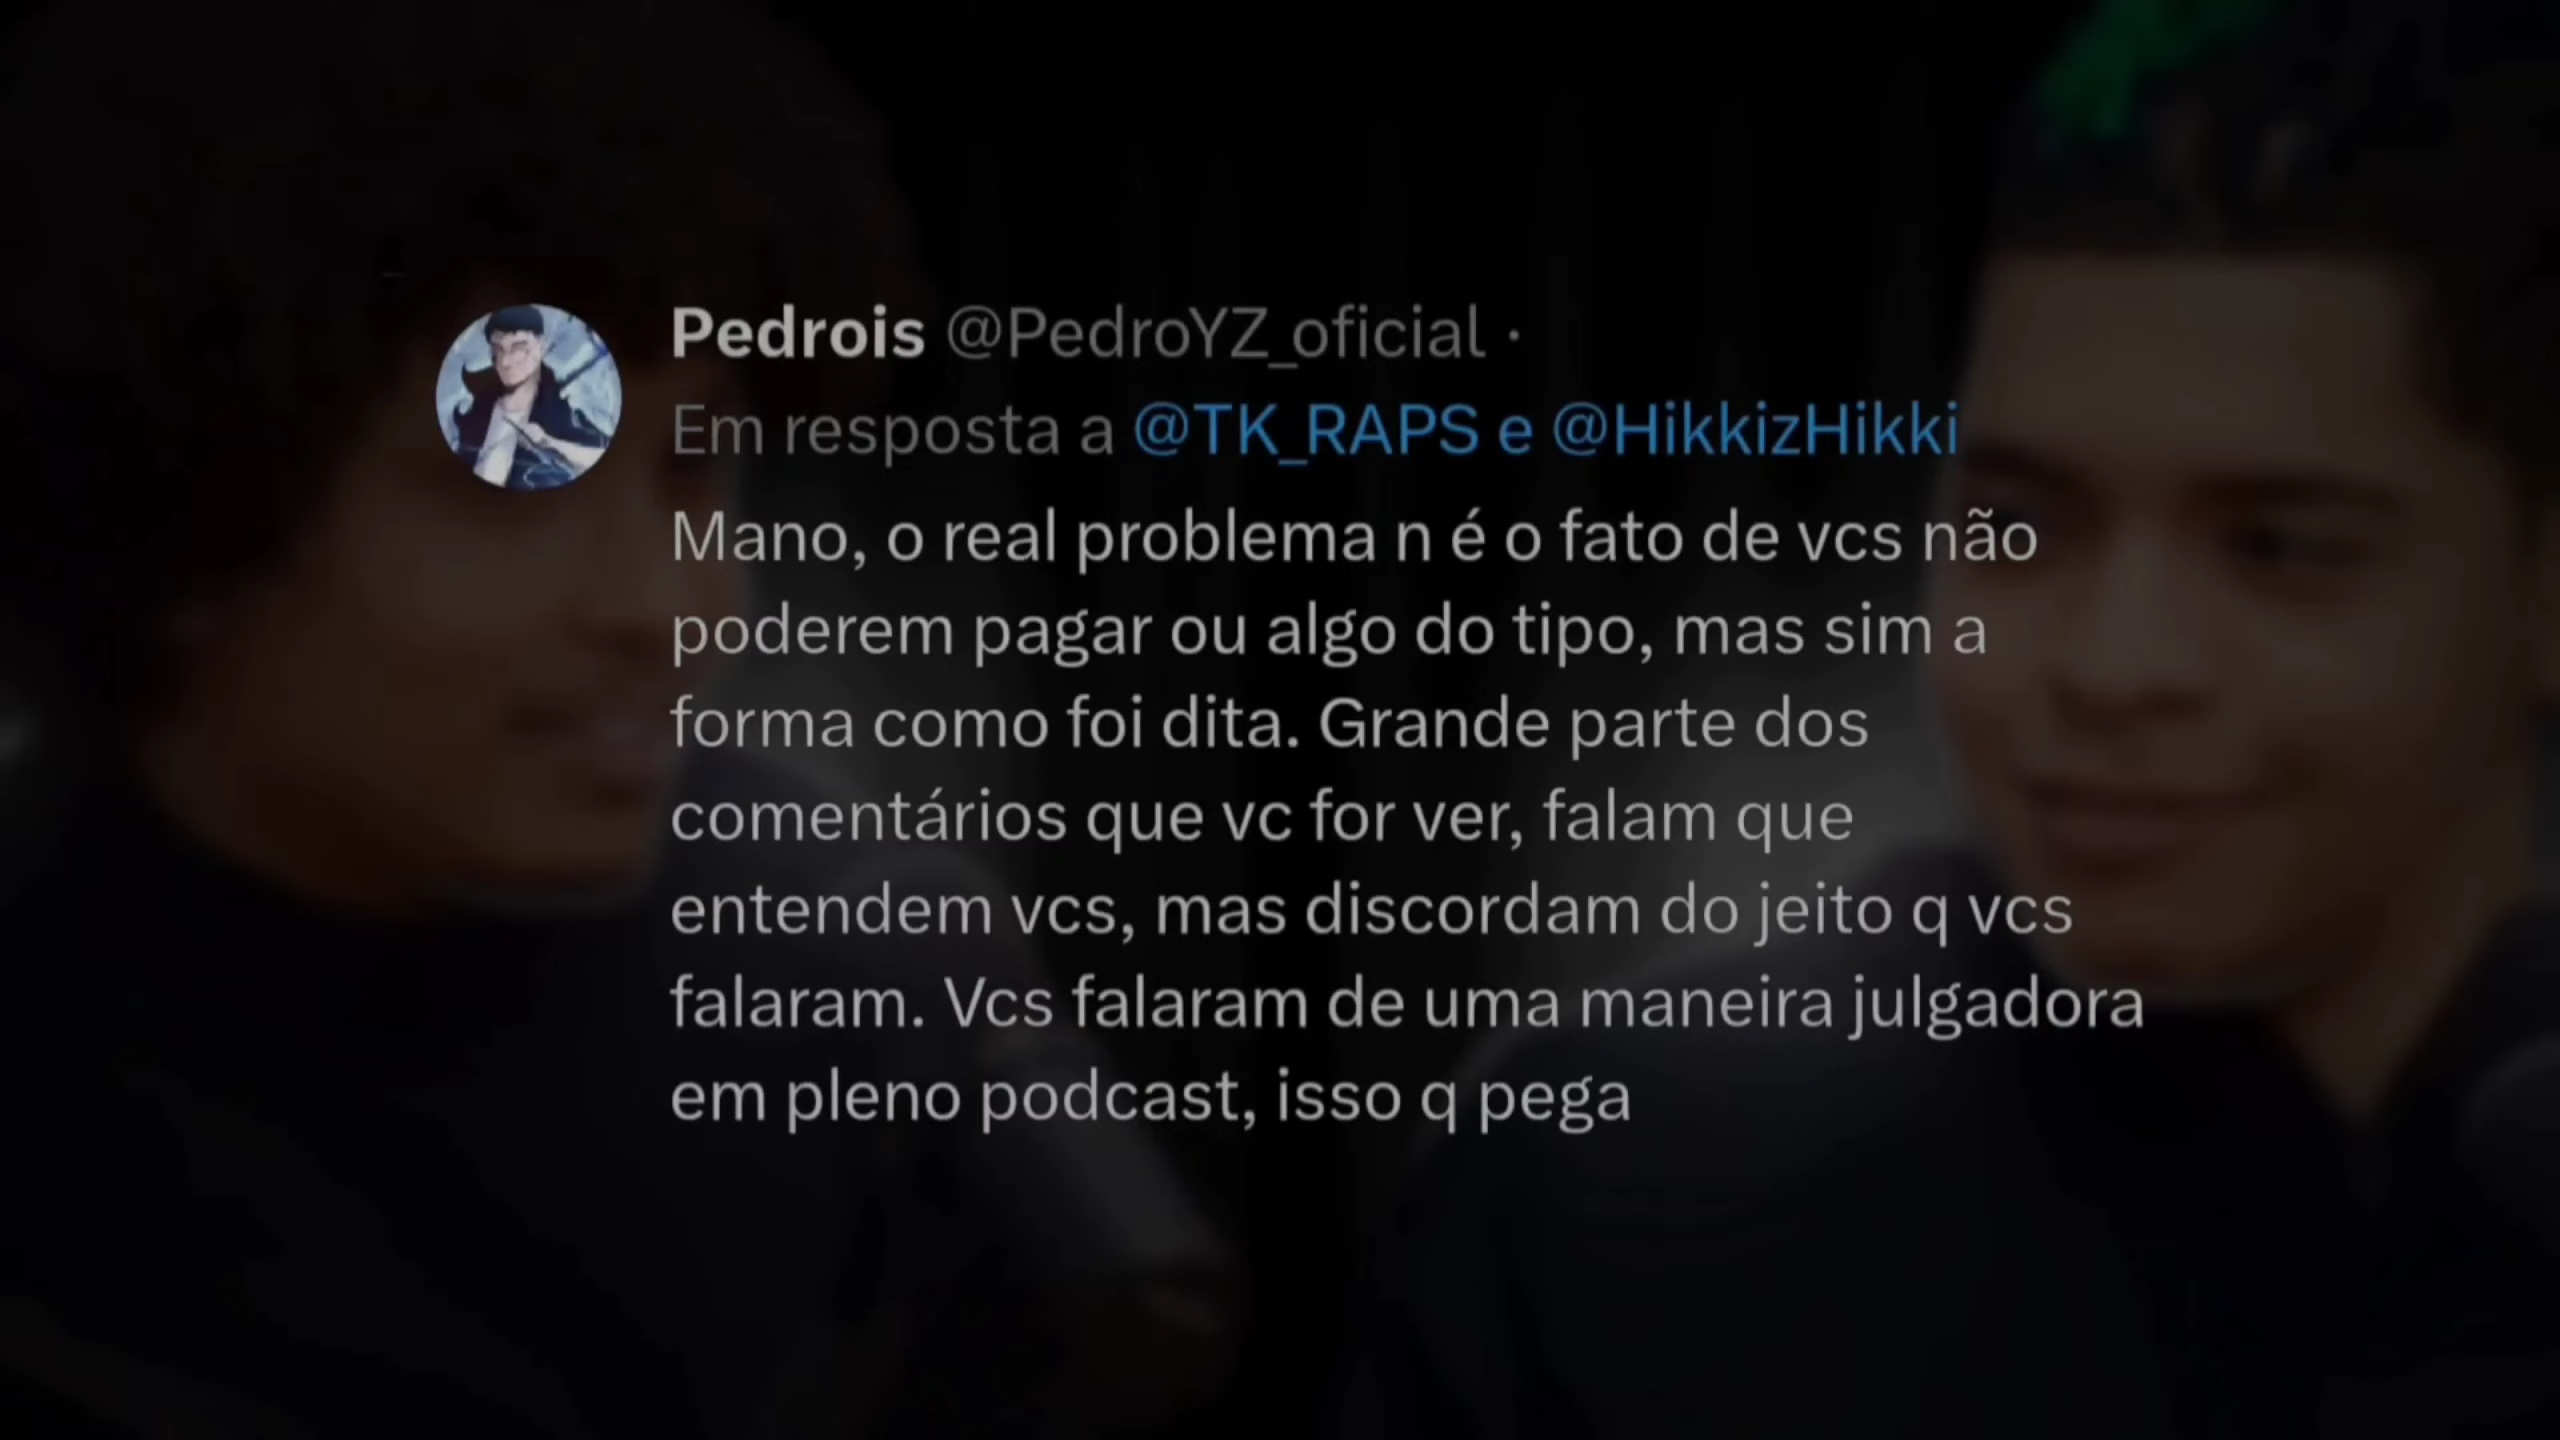 Pedrois @PedroYZ_oficial ·
Em resposta a @TK_RAPS e @HikkizHikki
Mano, o real problema n é o fato de vcs não
poderem pagar ou algo do tipo, mas sim a
forma como foi dita. Grande parte dos
comentários que vc for ver, falam que
entendem vcs, mas discordam do jeito q vcs
falaram. Vcs falaram de uma maneira julgadora
em pleno podcast, isso q pega